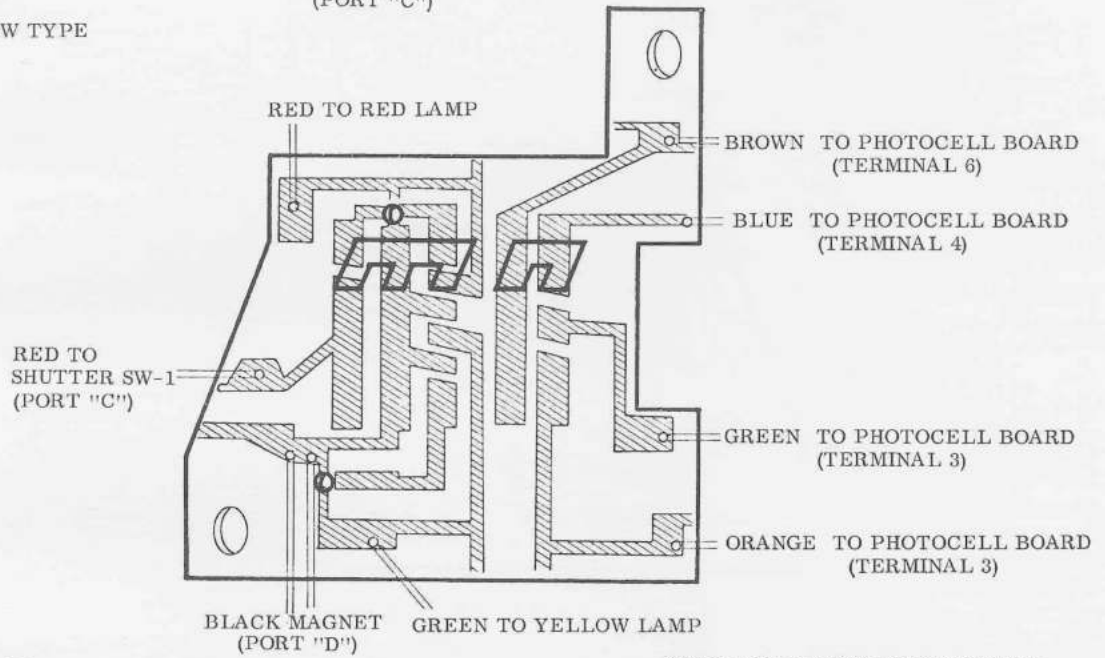 (PORT "C")
W TYPE
RED TO RED LAMP
BROWN TO PHOTOCELL BOARD
(TERMINAL 6)
BLUE TO PHOTOCELL BOARD
(TERMINAL 4)
RED TO
SHUTTER SW-1
(PORT "C")
GREEN TO PHOTOCELL BOARD
(TERMINAL 3)
ORANGE TO PHOTOCELL BOARD
(TERMINAL 3)
BLACK MAGNET
(PORT "D")
GREEN TO YELLOW LAMP